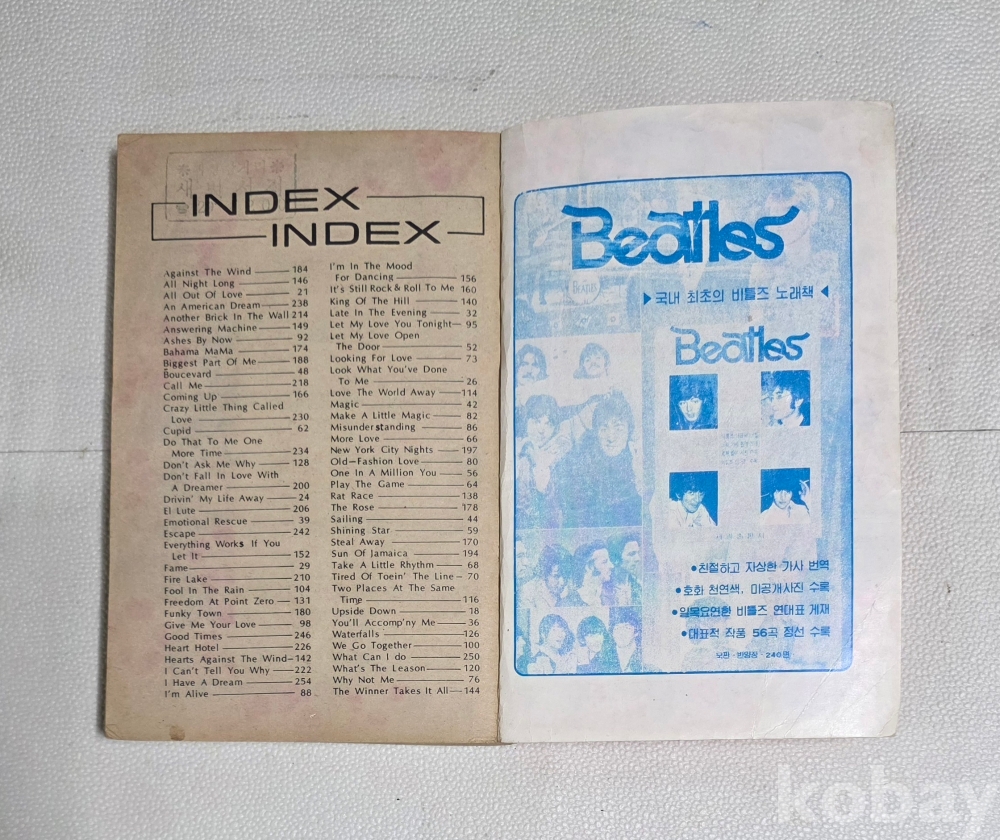 INDEX
INDEX
Against The Wind 184
All Night Long 146
All Out Of Love 21
An American Dream 238
Another Brick In The Wall 214
Answering Machine 149
Ashes By Now 92
Bahama MaMa 174
Biggest Part Of Me 188
Boucevard 48
Call Me 218
Coming Up 166
Crazy Little Thing Called
Love 230
Cupid 62
Do That To Me One
More Time 234
Don't Ask Me Why 128
Don't Fall In Love With
A Dreamer 200
Drivin' My Life Away 24
El Lute 206
Emotional Rescue 39
Escape 242
Everything Works If You
Let It 152
Fame 29
Fire Lake 210
Fool In The Rain 104
Freedom At Point Zero 131
Funky Town 180
Give Me Your Love 98
Good Times 246
Heart Hotel 226
Hearts Against The Wind 142
I Can't Tell You Why 222
I Have A Dream 254
I'm Alive 88
I'm In The Mood
For Dancing 156
It's Still Rock & Roll To Me 160
King Of The Hill 140
Late In The Evening 32
Let My Love You Tonight 95
Let My Love Open
The Door 52
Looking For Love 73
Look What You've Done
To Me 26
Love The World Away 114
Magic 42
Make A Little Magic 82
Misunderstanding 86
More Love 66
New York City Nights 197
Old-Fashion Love 80
One In A Million You 56
Play The Game 64
Rat Race 138
The Rose 178
Sailing 44
Shining Star 59
Steal Away 170
Sun Of Jamaica 194
Take A Little Rhythm 68
Tired Of Toein' The Line 70
Two Places At The Same
Time 116
Upside Down 18
You'll Accomp'ny Me 36
Waterfalls 126
We Go Together 100
What Can I do 250
What's The Leason 120
Why Not Me 76
The Winner Takes It All 144
Beatles
▶국내 최초의 비틀즈 노래책◀
Beatles
●친절하고 자상한 가사 번역
●호화 천연색, 미공개사진 수록
●일목요연한 비틀즈 연대표 게재
●대표적 작품 56곡 정선 수록
240면
kobay